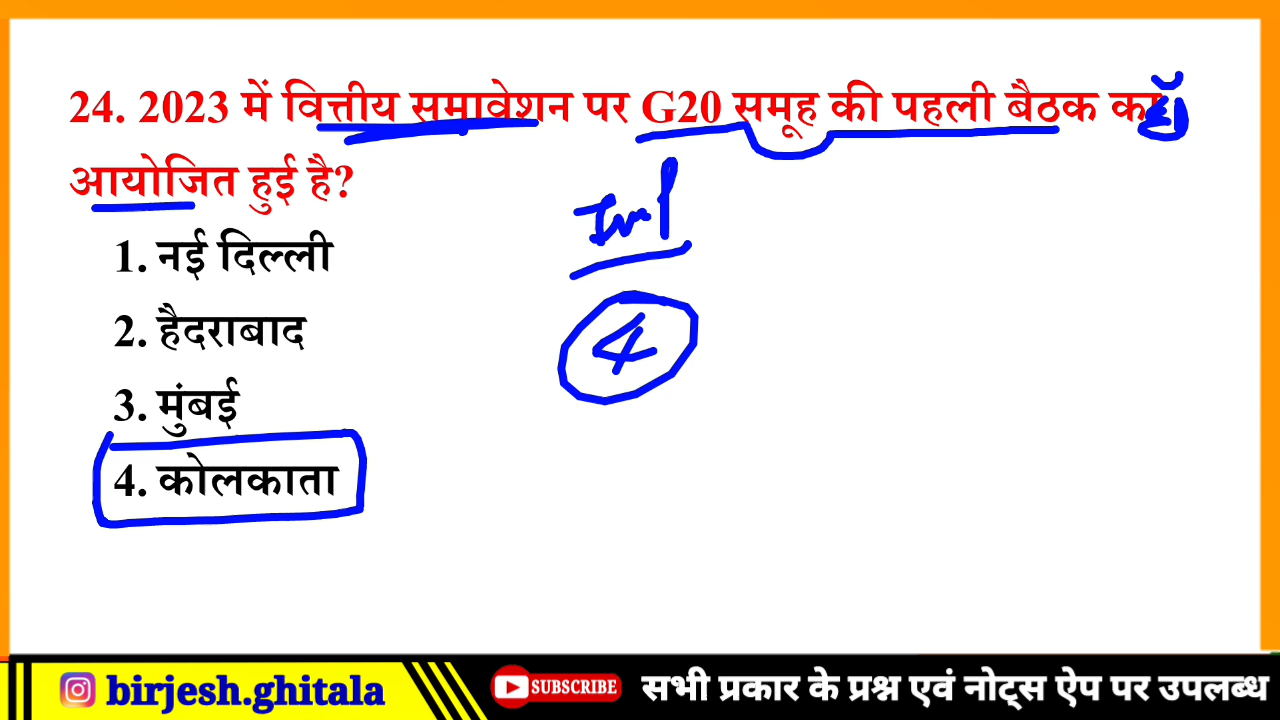 24. 2023 में वित्तीय समावेशन पर G20 समूह की पहली बैठक कहाँ
आयोजित हुई है?
Imp
1. नई दिल्ली
2. हैदराबाद
4
3. मुंबई
4. कोलकाता
birjesh.ghitala SUBSCRIBE सभी प्रकार के प्रश्न एवं नोट्स ऐप पर उपलब्ध